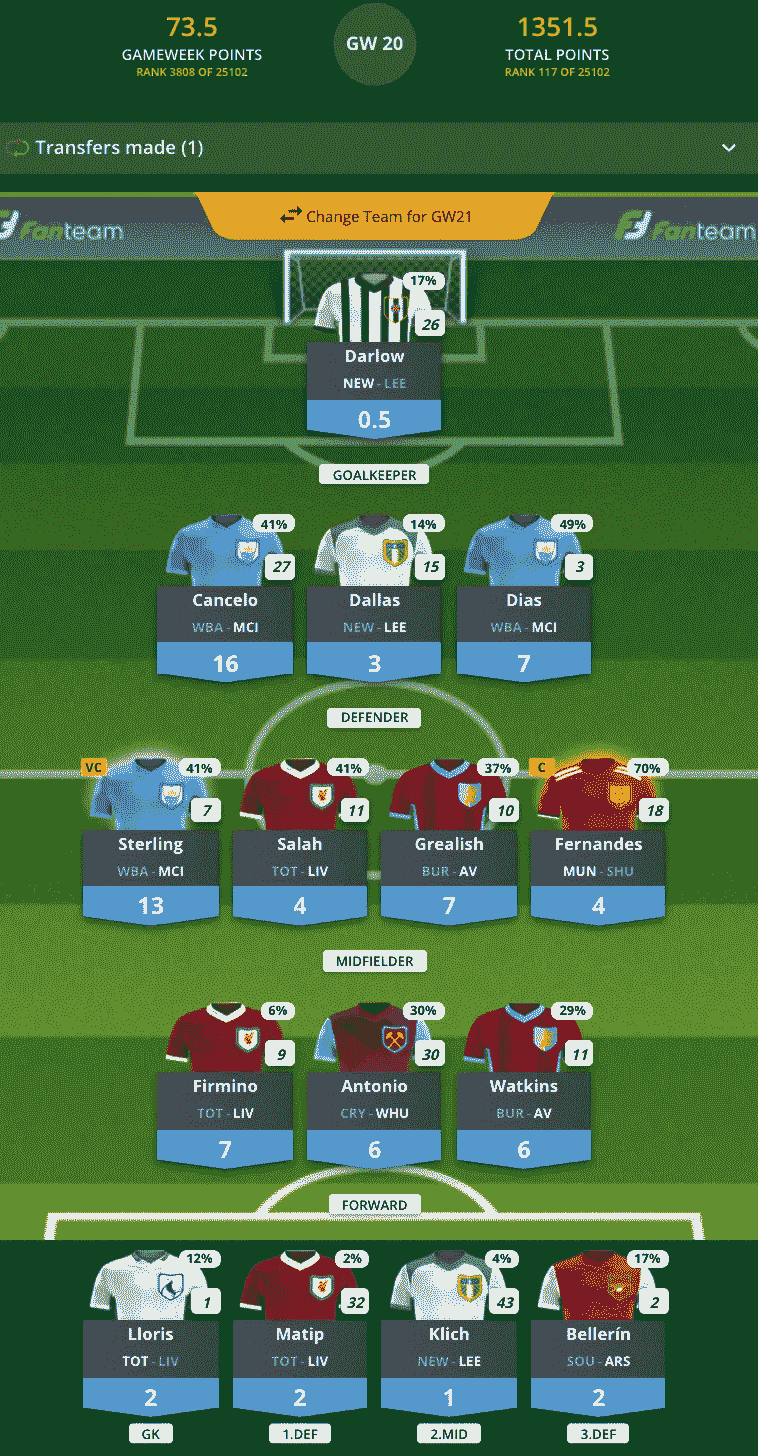 73.5
GAMEWEEK POINTS
RANK 3808 OF 25102
GW 20
1351.5
TOTAL POINTS
RANK 117 OF 25102
Transfers made (1)
fanteam
Change Team for GW21
fanteam
17%
26
Darlow
NEW - LEE
0.5
GOALKEEPER
41% 14% 49%
27 15 3
Cancelo Dallas Dias
WBA - MCI NEW - LEE WBA - MCI
16 3 7
DEFENDER
VC 41% 41% 37% C 70%
7 11 10 18
Sterling Salah Grealish Fernandes
WBA - MCI TOT - LIV BUR - AV MUN - SHU
13 4 7 4
MIDFIELDER
6% 30% 29%
9 30 11
Firmino Antonio Watkins
TOT - LIV CRY - WHU BUR - AV
7 6 6
FORWARD
12% 2% 4% 17%
1 32 43 2
Lloris Matip Klich Bellerín
TOT - LIV TOT - LIV NEW - LEE SOU - ARS
2 2 1 2
GK 1.DEF 2.MID 3.DEF